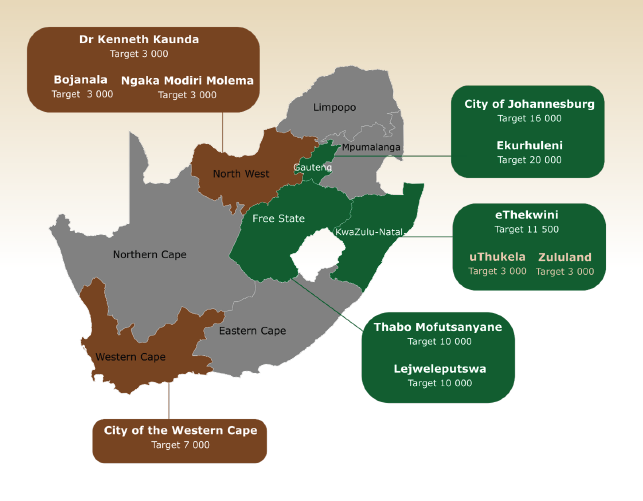 Dr Kenneth Kaunda
Target 3 000
Bojanala
Target 3 000
Ngaka Modiri Molema
Target 3 000
Limpopo
Mpumalanga
Gauteng
North West
Free State
KwaZulu-Natal
Northern Cape
Eastern Cape
Western Cape
City of Johannesburg
Target 16 000
Ekurhuleni
Target 20 000
eThekwini
Target 11 500
uThukela
Target 3 000
Zululand
Target 3 000
Thabo Mofutsanyane
Target 10 000
Lejweleputswa
Target 10 000
City of the Western Cape
Target 7 000